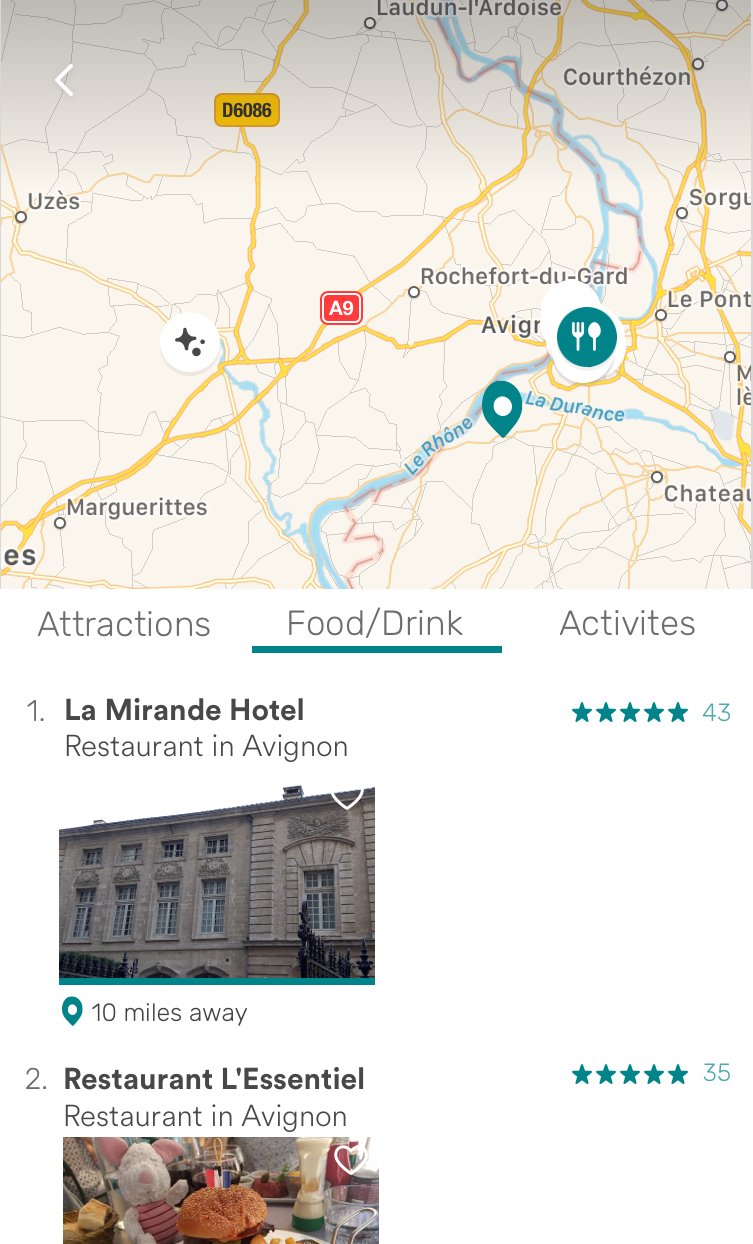 Laudun-l'Ardoise
Courthézon
D6086
Uzès
Sorgu
Rochefort-du-Gard
A9
Le Pont
Avign
M
lè
La Durance
Le Rhône
Chateau
Marguerittes
es
Attractions
Food/Drink
Activites
1. La Mirande Hotel
43
Restaurant in Avignon
10 miles away
2. Restaurant L'Essentiel
35
Restaurant in Avignon